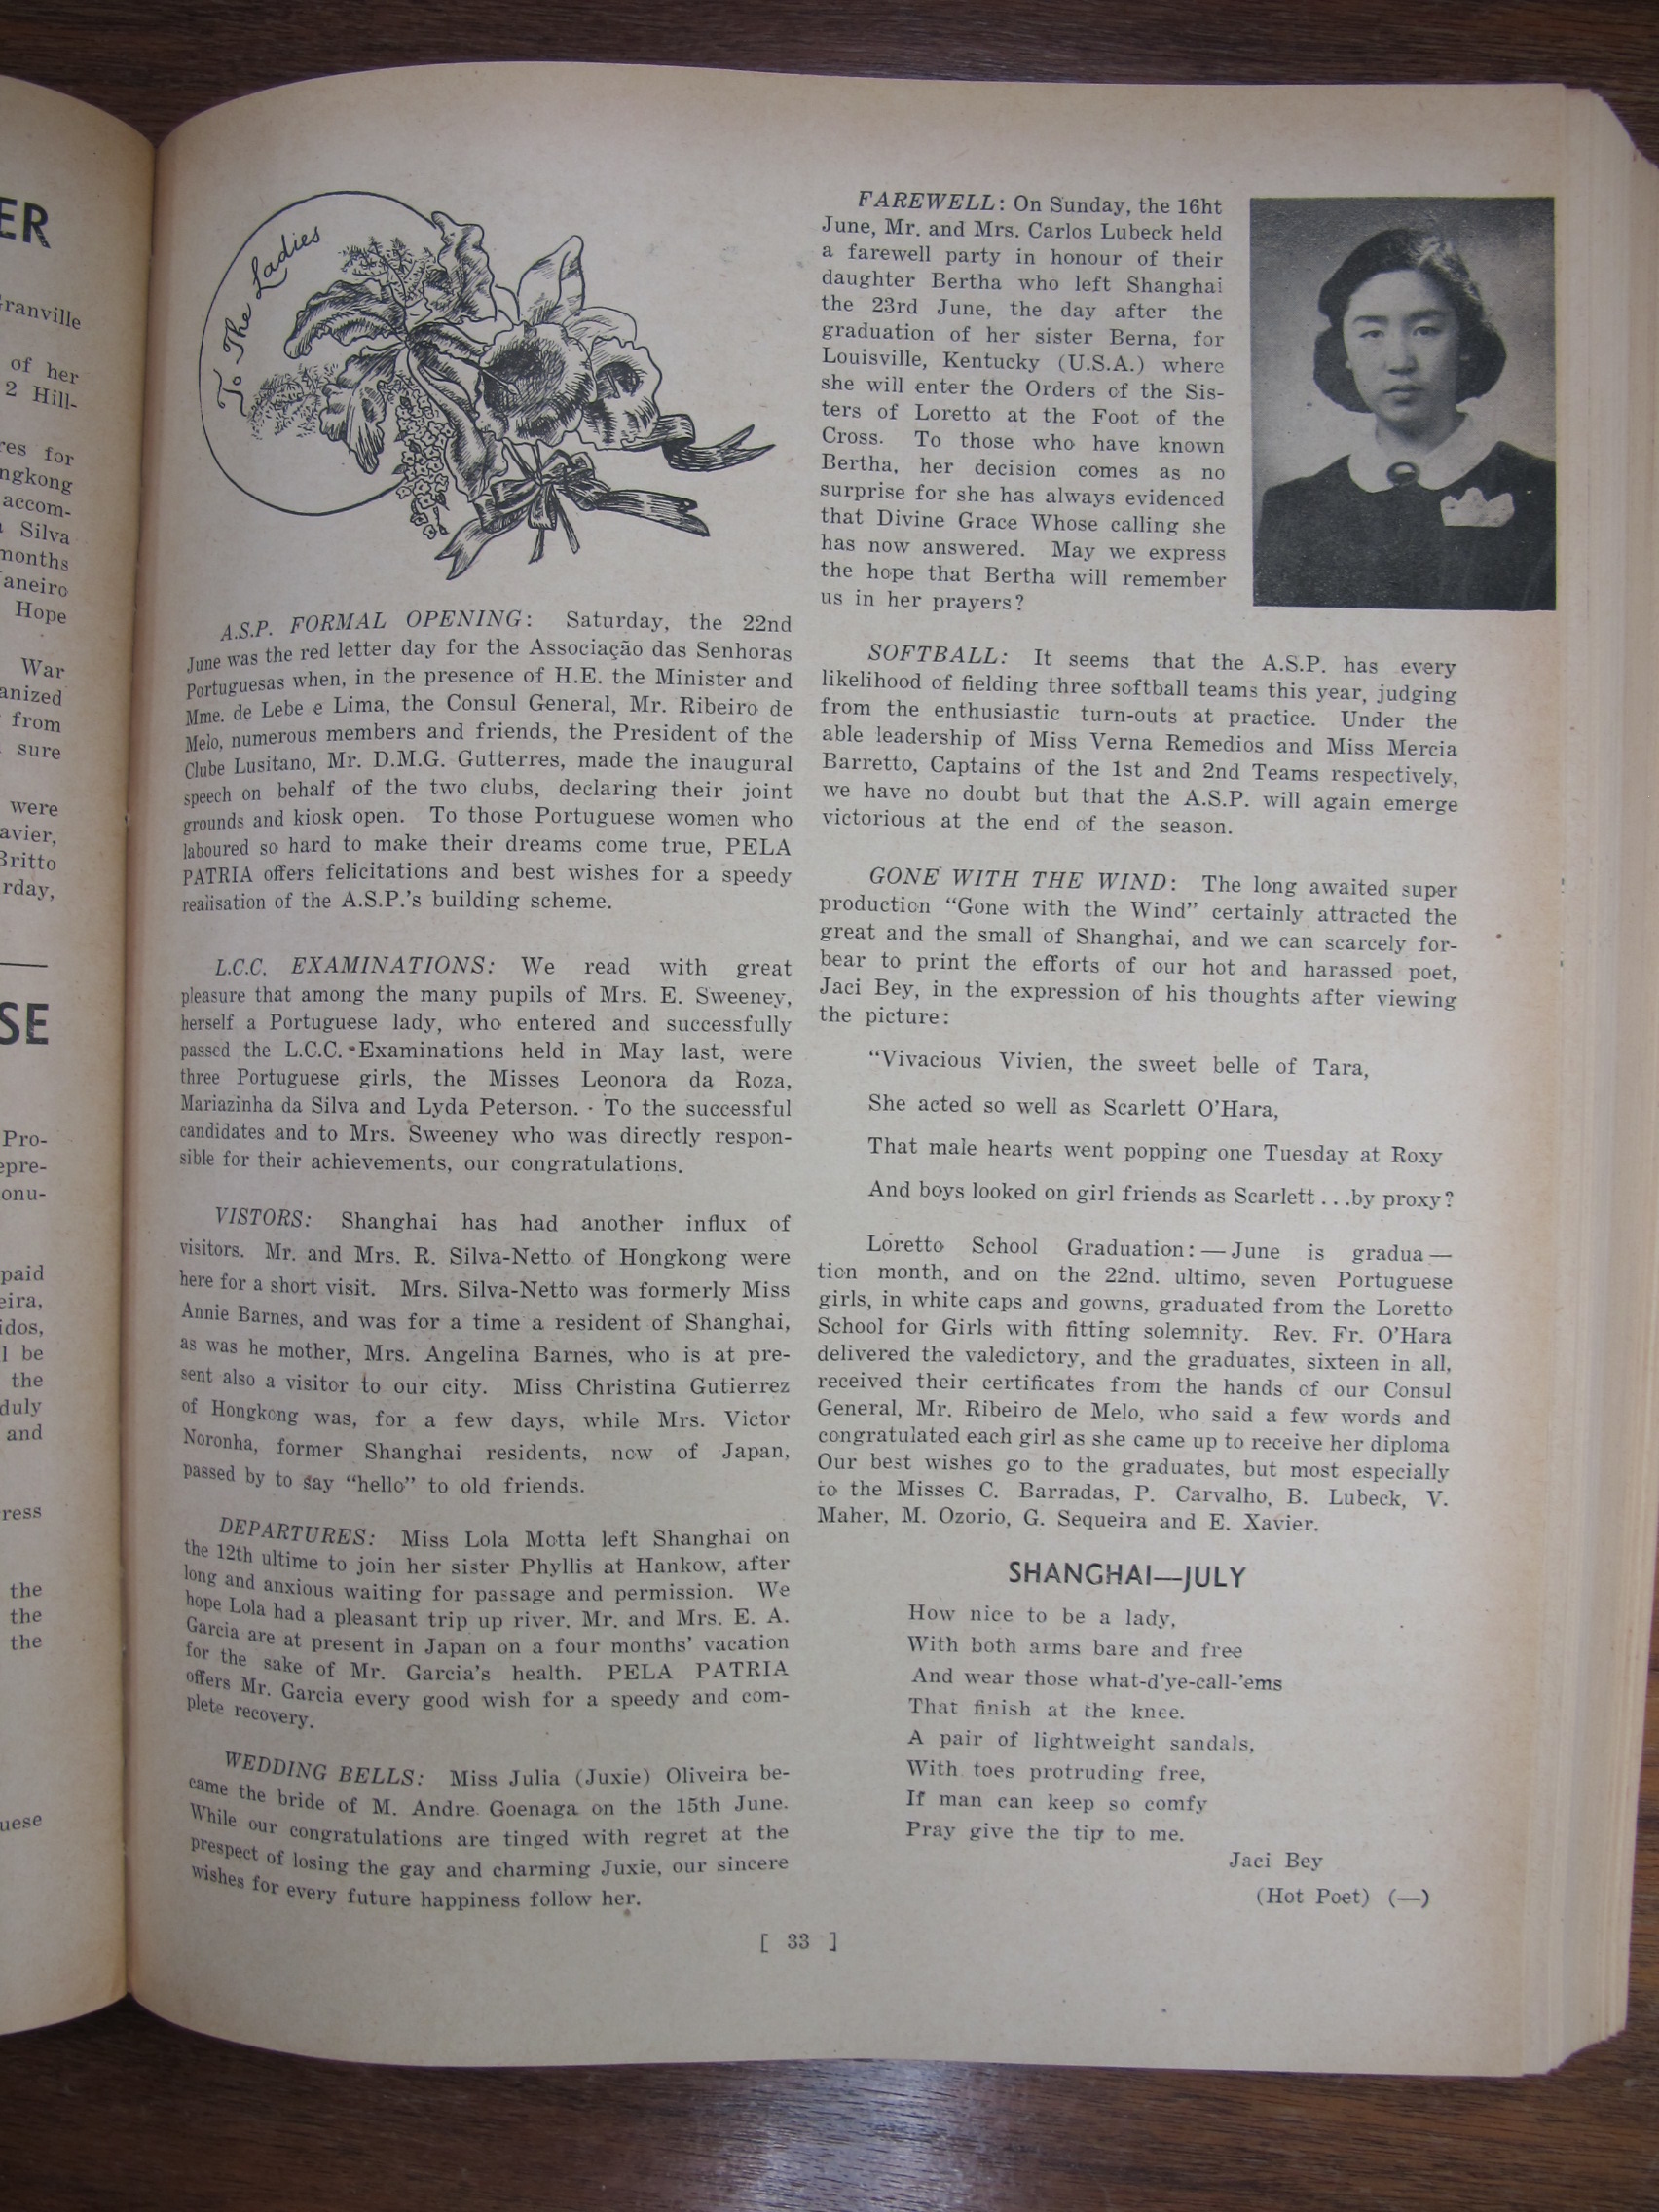 ER
Granville
of her
2 Hill-
res for
ngkong
accom-
Silva
months
aneiro
Hope
War
anized
from
sure
were
avier,
Britto
rday,
SE
Pro-
epre-
onu-
paid
eira,
idos,
l be
the
duly
and
ress
the
the
the
uese
To The Ladies
A.S.P. FORMAL OPENING: Saturday, the 22nd
June was the red letter day for the Associação das Senhoras
Portuguesas when, in the presence of H.E. the Minister and
Mme. de Lebe e Lima, the Consul General, Mr. Ribeiro de
Melo, numerous members and friends, the President of the
Clube Lusitano, Mr. D.M.G. Gutterres, made the inaugural
speech on behalf of the two clubs, declaring their joint
grounds and kiosk open. To those Portuguese women who
laboured so hard to make their dreams come true, PELA
PATRIA offers felicitations and best wishes for a speedy
realisation of the A.S.P.'s building scheme.
L.C.C. EXAMINATIONS: We read with great
pleasure that among the many pupils of Mrs. E. Sweeney,
herself a Portuguese lady, who entered and successfully
passed the L.C.C. Examinations held in May last, were
three Portuguese girls, the Misses Leonora da Roza,
Mariazinha da Silva and Lyda Peterson. To the successful
candidates and to Mrs. Sweeney who was directly respon-
sible for their achievements, our congratulations.
VISTORS: Shanghai has had another influx of
visitors. Mr. and Mrs. R. Silva-Netto of Hongkong were
here for a short visit. Mrs. Silva-Netto was formerly Miss
Annie Barnes, and was for a time a resident of Shanghai,
as was he mother, Mrs. Angelina Barnes, who is at pre-
sent also a visitor to our city. Miss Christina Gutierrez
of Hongkong was, for a few days, while Mrs. Victor
Noronha, former Shanghai residents, now of Japan,
passed by to say "hello" to old friends.
DEPARTURES: Miss Lola Motta left Shanghai on
the 12th ultime to join her sister Phyllis at Hankow, after
long and anxious waiting for passage and permission. We
hope Lola had a pleasant trip up river. Mr. and Mrs. E. A.
Garcia are at present in Japan on a four months' vacation
for the sake of Mr. Garcia's health. PELA PATRIA
offers Mr. Garcia every good wish for a speedy and com-
plete recovery.
WEDDING BELLS: Miss Julia (Juxie) Oliveira be-
came the bride of M. Andre Goenaga on the 15th June.
While our congratulations are tinged with regret at the
prespect of losing the gay and charming Juxie, our sincere
wishes for every future happiness follow her.
FAREWELL: On Sunday, the 16ht
June, Mr. and Mrs. Carlos Lubeck held
a farewell party in honour of their
daughter Bertha who left Shanghai
the 23rd June, the day after the
graduation of her sister Berna, for
Louisville, Kentucky (U.S.A.) where
she will enter the Orders of the Sis-
ters of Loretto at the Foot of the
Cross. To those who have known
Bertha, her decision comes as no
surprise for she has always evidenced
that Divine Grace Whose calling she
has now answered. May we express
the hope that Bertha will remember
us in her prayers?
SOFTBALL: It seems that the A.S.P. has every
likelihood of fielding three softball teams this year, judging
from the enthusiastic turn-outs at practice. Under the
able leadership of Miss Verna Remedios and Miss Mercia
Barretto, Captains of the 1st and 2nd Teams respectively,
we have no doubt but that the A.S.P. will again emerge
victorious at the end of the season.
GONE WITH THE WIND: The long awaited super
production "Gone with the Wind" certainly attracted the
great and the small of Shanghai, and we can scarcely for-
bear to print the efforts of our hot and harassed poet,
Jaci Bey, in the expression of his thoughts after viewing
the picture:
"Vivacious Vivien, the sweet belle of Tara,
She acted so well as Scarlett O'Hara,
That male hearts went popping one Tuesday at Roxy
And boys looked on girl friends as Scarlett ...by proxy?
Loretto School Graduation:—June is gradua—
tion month, and on the 22nd. ultimo, seven Portuguese
girls, in white caps and gowns, graduated from the Loretto
School for Girls with fitting solemnity. Rev. Fr. O'Hara
delivered the valedictory, and the graduates, sixteen in all,
received their certificates from the hands of our Consul
General, Mr. Ribeiro de Melo, who said a few words and
congratulated each girl as she came up to receive her diploma
Our best wishes go to the graduates, but most especially
to the Misses C. Barradas, P. Carvalho, B. Lubeck, V.
Maher, M. Ozorio, G. Sequeira and E. Xavier.
SHANGHAI—JULY
How nice to be a lady,
With both arms bare and free
And wear those what-d'ye-call-'ems
That finish at the knee.
A pair of lightweight sandals,
With toes protruding free,
If man can keep so comfy
Pray give the tip to me.
Jaci Bey
(Hot Poet) (—)
[ 33 ]